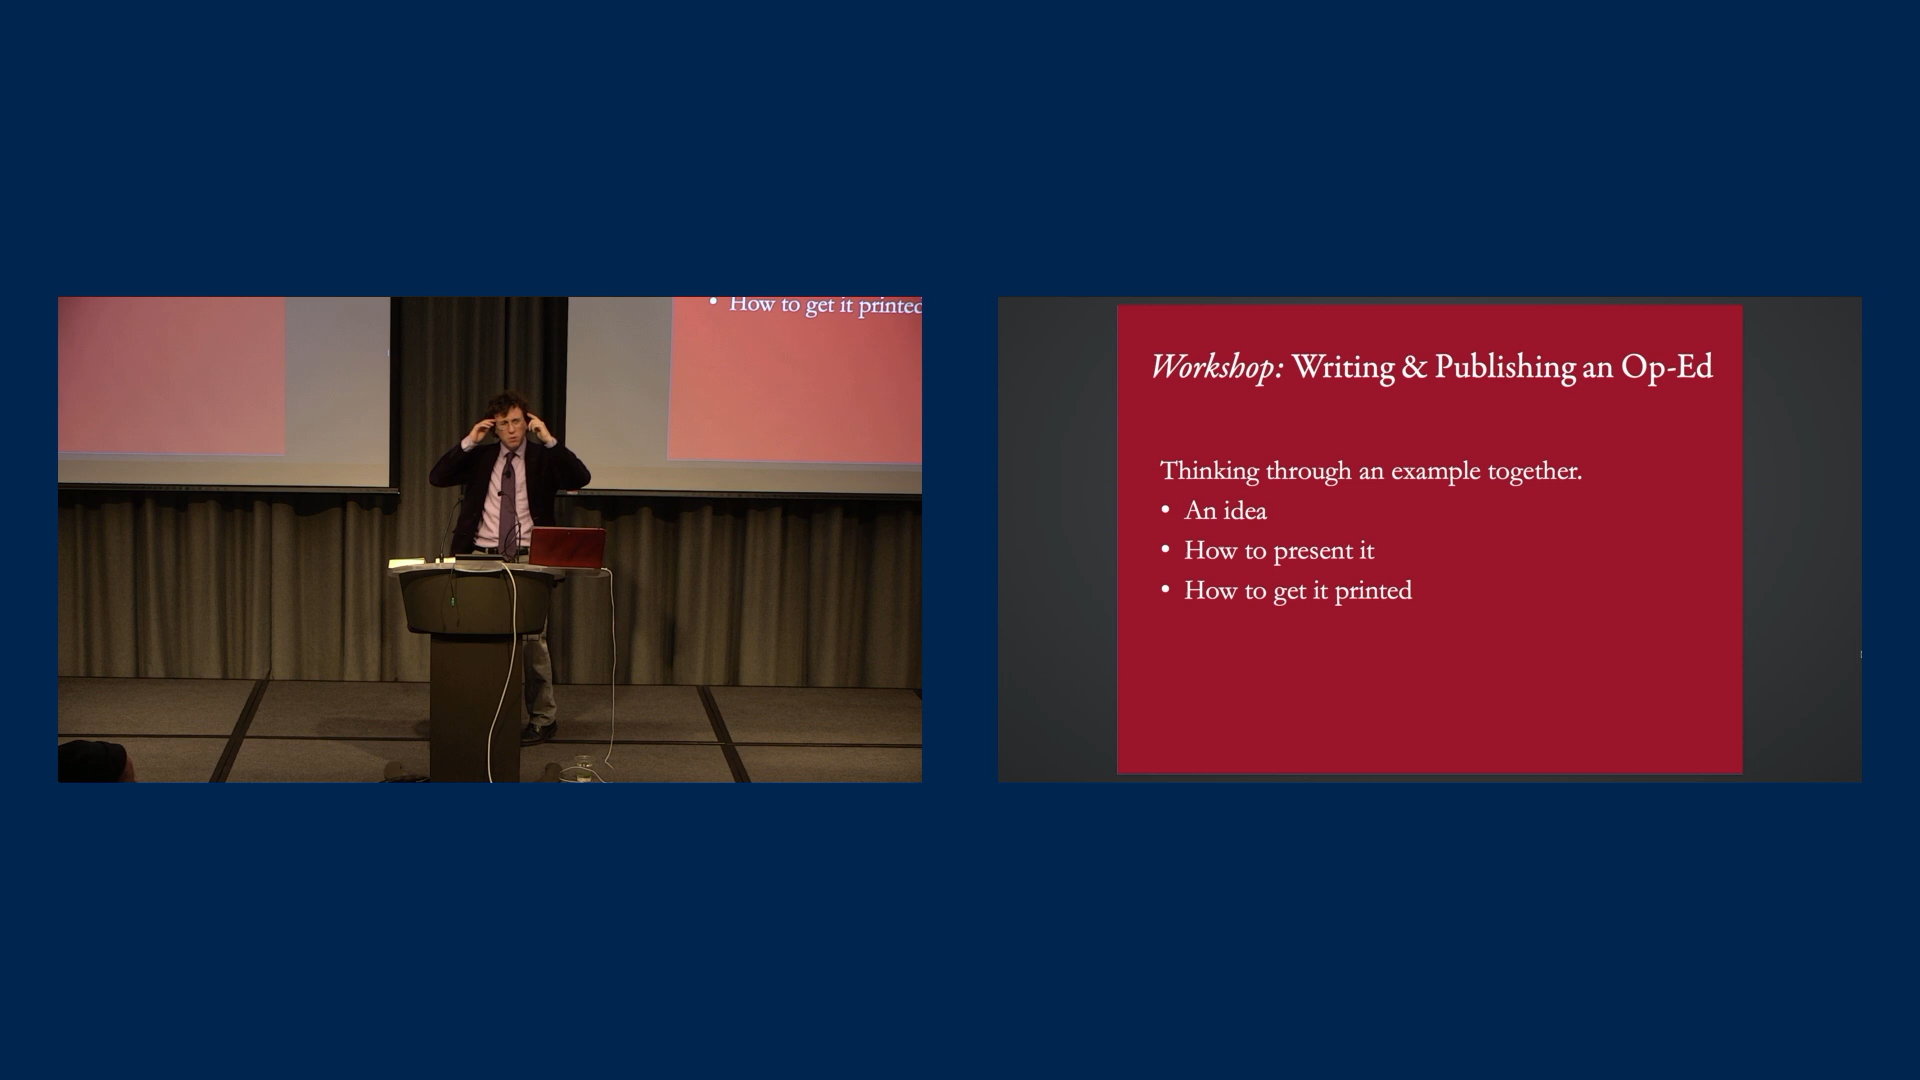 • How to get it printed
Workshop: Writing & Publishing an Op-Ed
Thinking through an example together.
• An idea
• How to present it
• How to get it printed